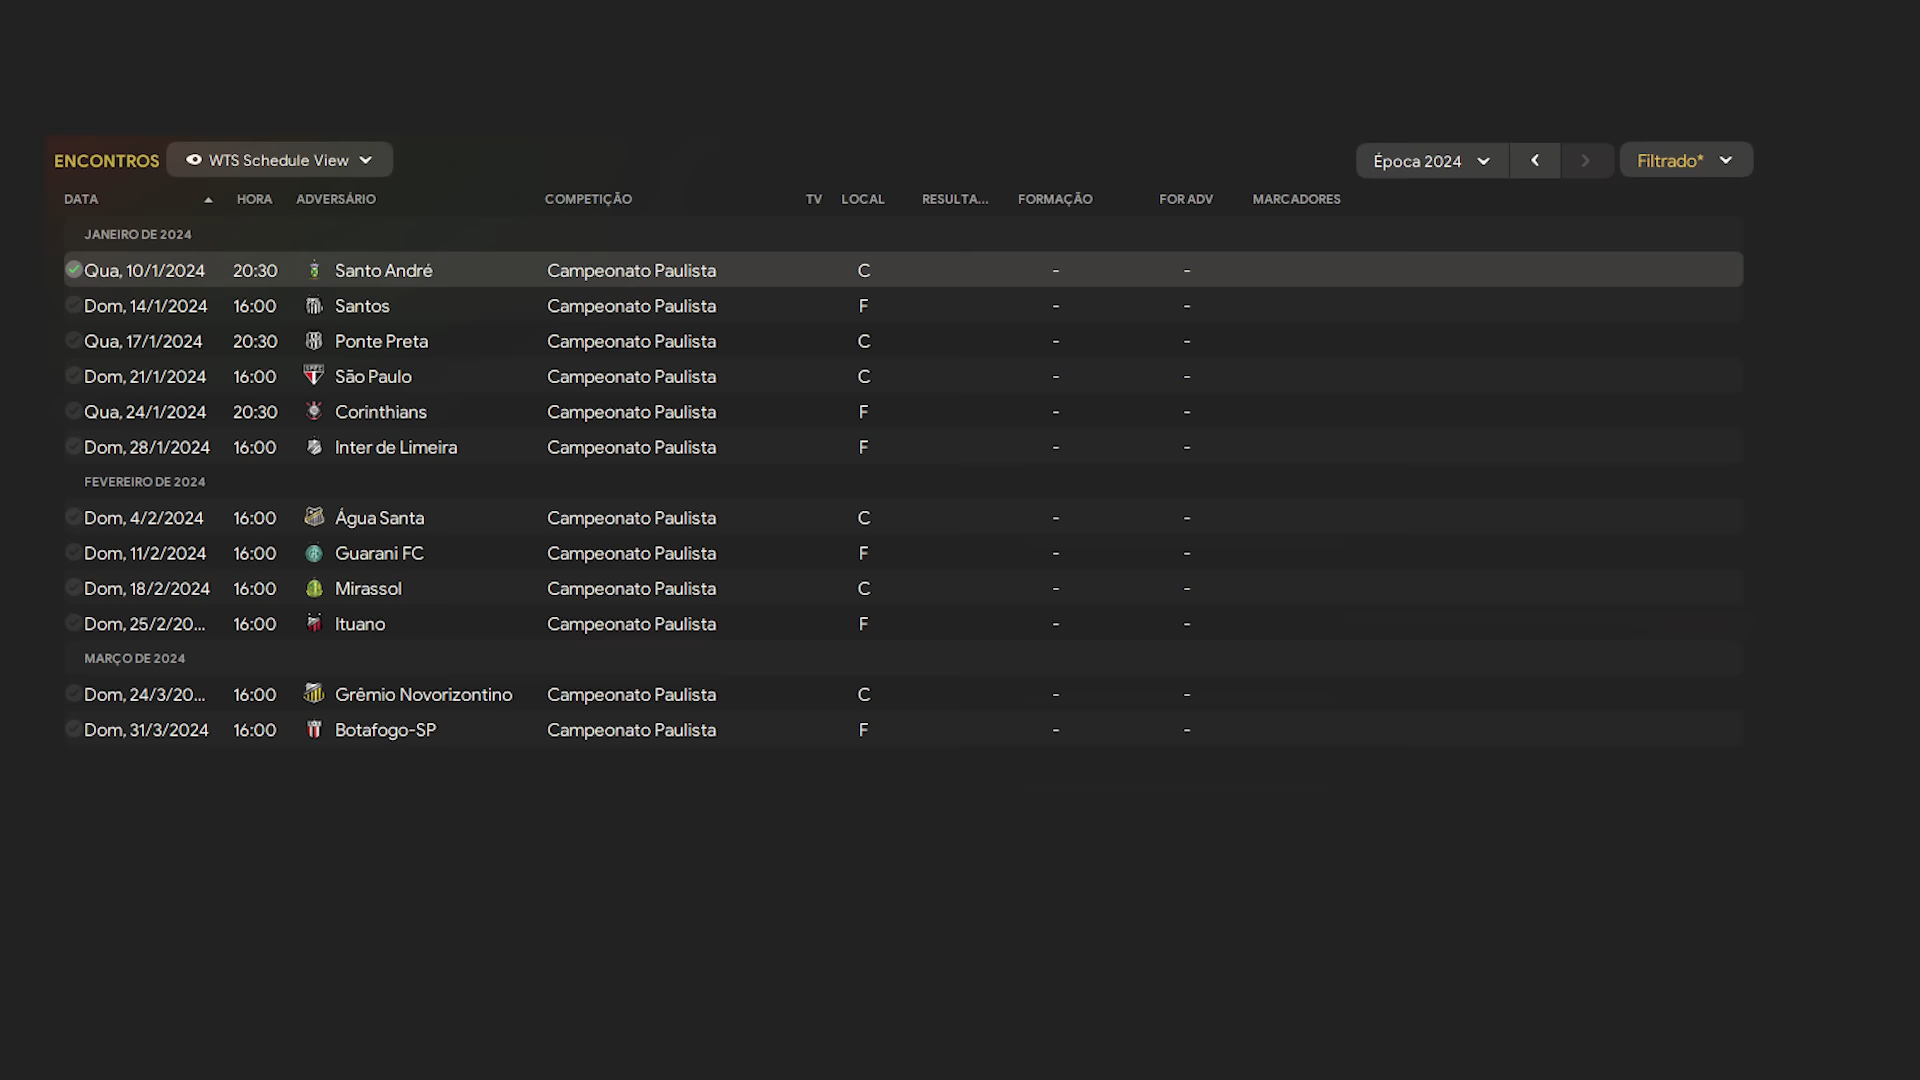 ENCONTROS WTS Schedule View Época 2024 Filtrado*
DATA HORA ADVERSÁRIO COMPETIÇÃO TV LOCAL RESULTA... FORMAÇÃO FOR ADV MARCADORES
JANEIRO DE 2024
Qua, 10/1/2024 20:30 Santo André Campeonato Paulista C - -
Dom, 14/1/2024 16:00 Santos Campeonato Paulista F - -
Qua, 17/1/2024 20:30 Ponte Preta Campeonato Paulista C - -
Dom, 21/1/2024 16:00 São Paulo Campeonato Paulista C - -
Qua, 24/1/2024 20:30 Corinthians Campeonato Paulista F - -
Dom, 28/1/2024 16:00 Inter de Limeira Campeonato Paulista F - -
FEVEREIRO DE 2024
Dom, 4/2/2024 16:00 Água Santa Campeonato Paulista C - -
Dom, 11/2/2024 16:00 Guarani FC Campeonato Paulista F - -
Dom, 18/2/2024 16:00 Mirassol Campeonato Paulista C - -
Dom, 25/2/20... 16:00 Ituano Campeonato Paulista F - -
MARÇO DE 2024
Dom, 24/3/20... 16:00 Grêmio Novorizontino Campeonato Paulista C - -
Dom, 31/3/2024 16:00 Botafogo-SP Campeonato Paulista F - -